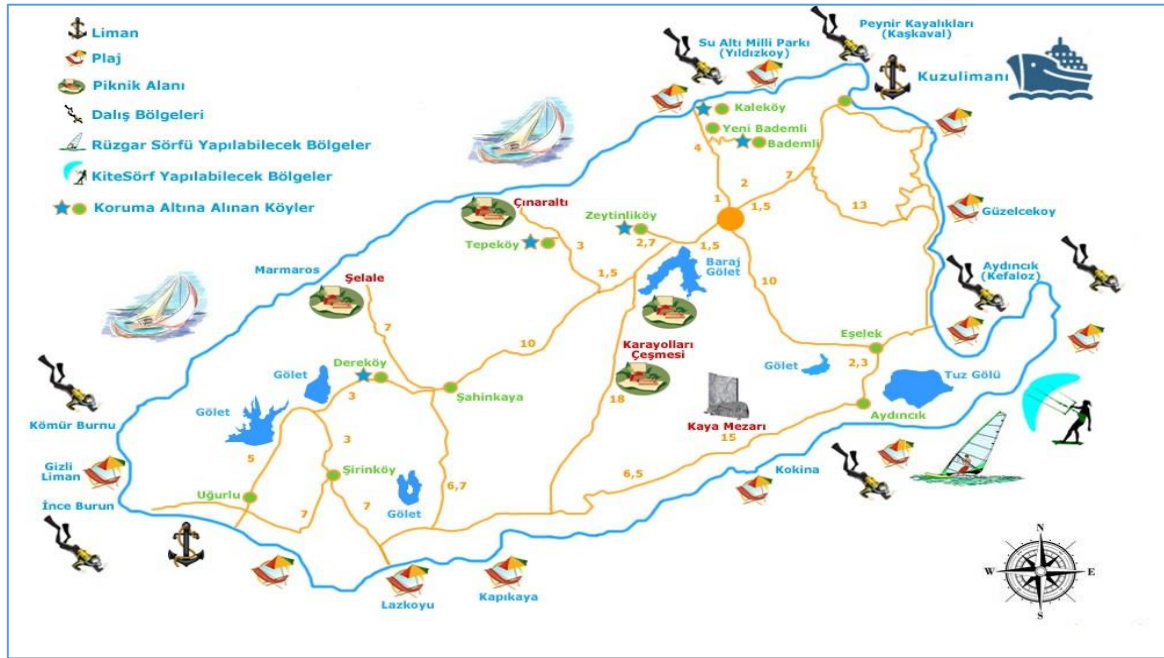 Liman
Plaj
Piknik Alanı
Dalış Bölgeleri
Rüzgar Sörfü Yapılabilecek Bölgeler
KiteSörf Yapılabilecek Bölgeler
Koruma Altına Alınan Köyler
Peynir Kayalıkları
(Kaşkaval)
Su Altı Milli Parkı
(Yıldızkoy)
Kuzulimanı
Kaleköy
Yeni Bademli
Bademli
4
2
7
1
1,5
13
Çınaraltı
Zeytinliköy
Güzelcekoy
Tepeköy
3
2,7
1,5
Baraj
Gölet
Marmaros
Şelale
1,5
10
Aydıncık
(Kefaloz)
7
10
Karayolları
Çeşmesi
Eşelek
Dereköy
Gölet
3
Şahinkaya
18
Gölet
2,3
Tuz Gölü
Gölet
Kaya Mezarı
Aydıncık
Kömür Burnu
3
15
5
Gizli
Liman
Şirinköy
6,7
6,5
Kokina
Uğurlu
Gölet
İnce Burun
7
7
Lazkoyu
Kapıkaya
N
W
E
S